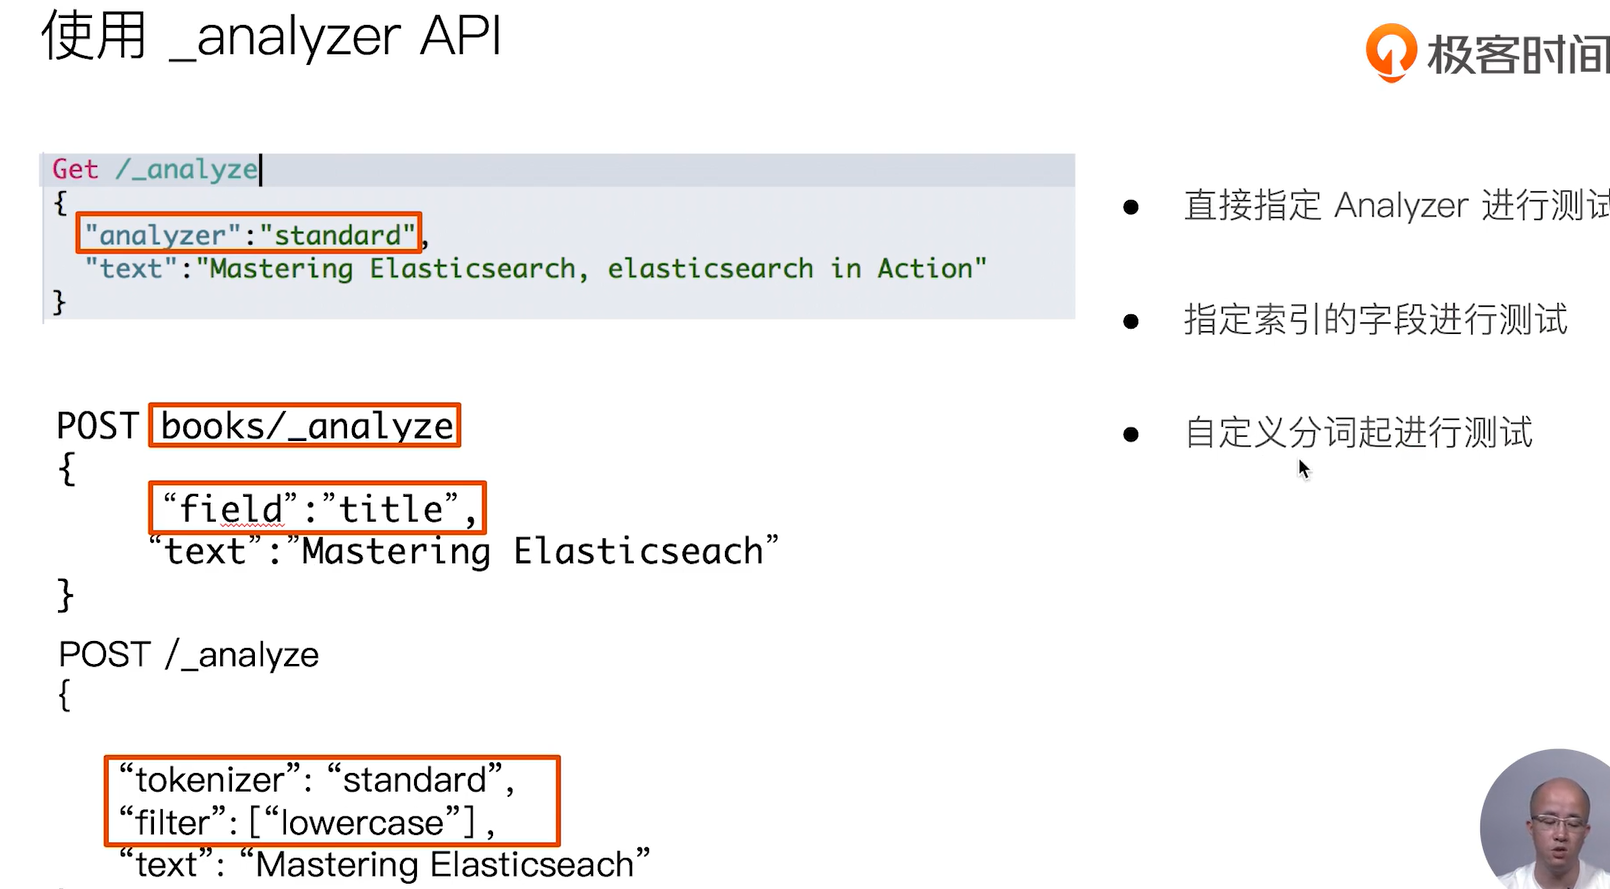 使用 _analyzer API
极客时间
Get /_analyze
{
"analyzer":"standard",
"text":"Mastering Elasticsearch, elasticsearch in Action"
}
直接指定 Analyzer 进行测试
指定索引的字段进行测试
自定义分词起进行测试
POST books/_analyze
{
“field”:”title”,
“text”:”Mastering Elasticseach”
}
POST /_analyze
{
“tokenizer”: “standard”,
“filter”: [“lowercase”],
“text”: “Mastering Elasticseach”